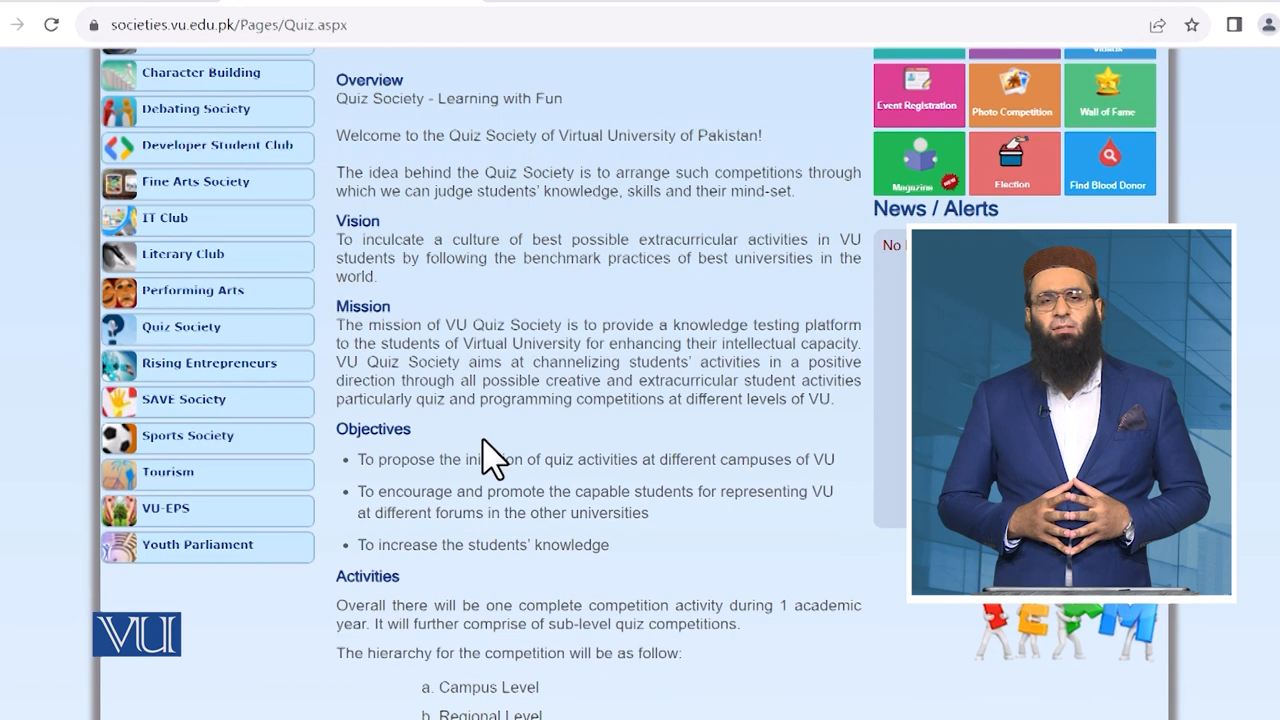 societies.vu.edu.pk/Pages/Quiz.aspx
Character Building
Debating Society
Developer Student Club
Fine Arts Society
IT Club
Literary Club
Performing Arts
Quiz Society
Rising Entrepreneurs
SAVE Society
Sports Society
Tourism
VU-EPS
Youth Parliament
VU
Overview
Quiz Society - Learning with Fun
Welcome to the Quiz Society of Virtual University of Pakistan!
The idea behind the Quiz Society is to arrange such competitions through
which we can judge students' knowledge, skills and their mind-set.
Vision
To inculcate a culture of best possible extracurricular activities in VU
students by following the benchmark practices of best universities in the
world.
Mission
The mission of VU Quiz Society is to provide a knowledge testing platform
to the students of Virtual University for enhancing their intellectual capacity.
VU Quiz Society aims at channelizing students' activities in a positive
direction through all possible creative and extracurricular student activities
particularly quiz and programming competitions at different levels of VU.
Objectives
• To propose the of quiz activities at different campuses of VU
• To encourage and promote the capable students for representing VU
at different forums in the other universities
• To increase the students' knowledge
Activities
Overall there will be one complete competition activity during 1 academic
year. It will further comprise of sub-level quiz competitions.
The hierarchy for the competition will be as follow:
a. Campus Level
b. Regional Level
Event Registration
Photo Competition
Wall of Fame
Magazine
Election
Find Blood Donor
News / Alerts
No